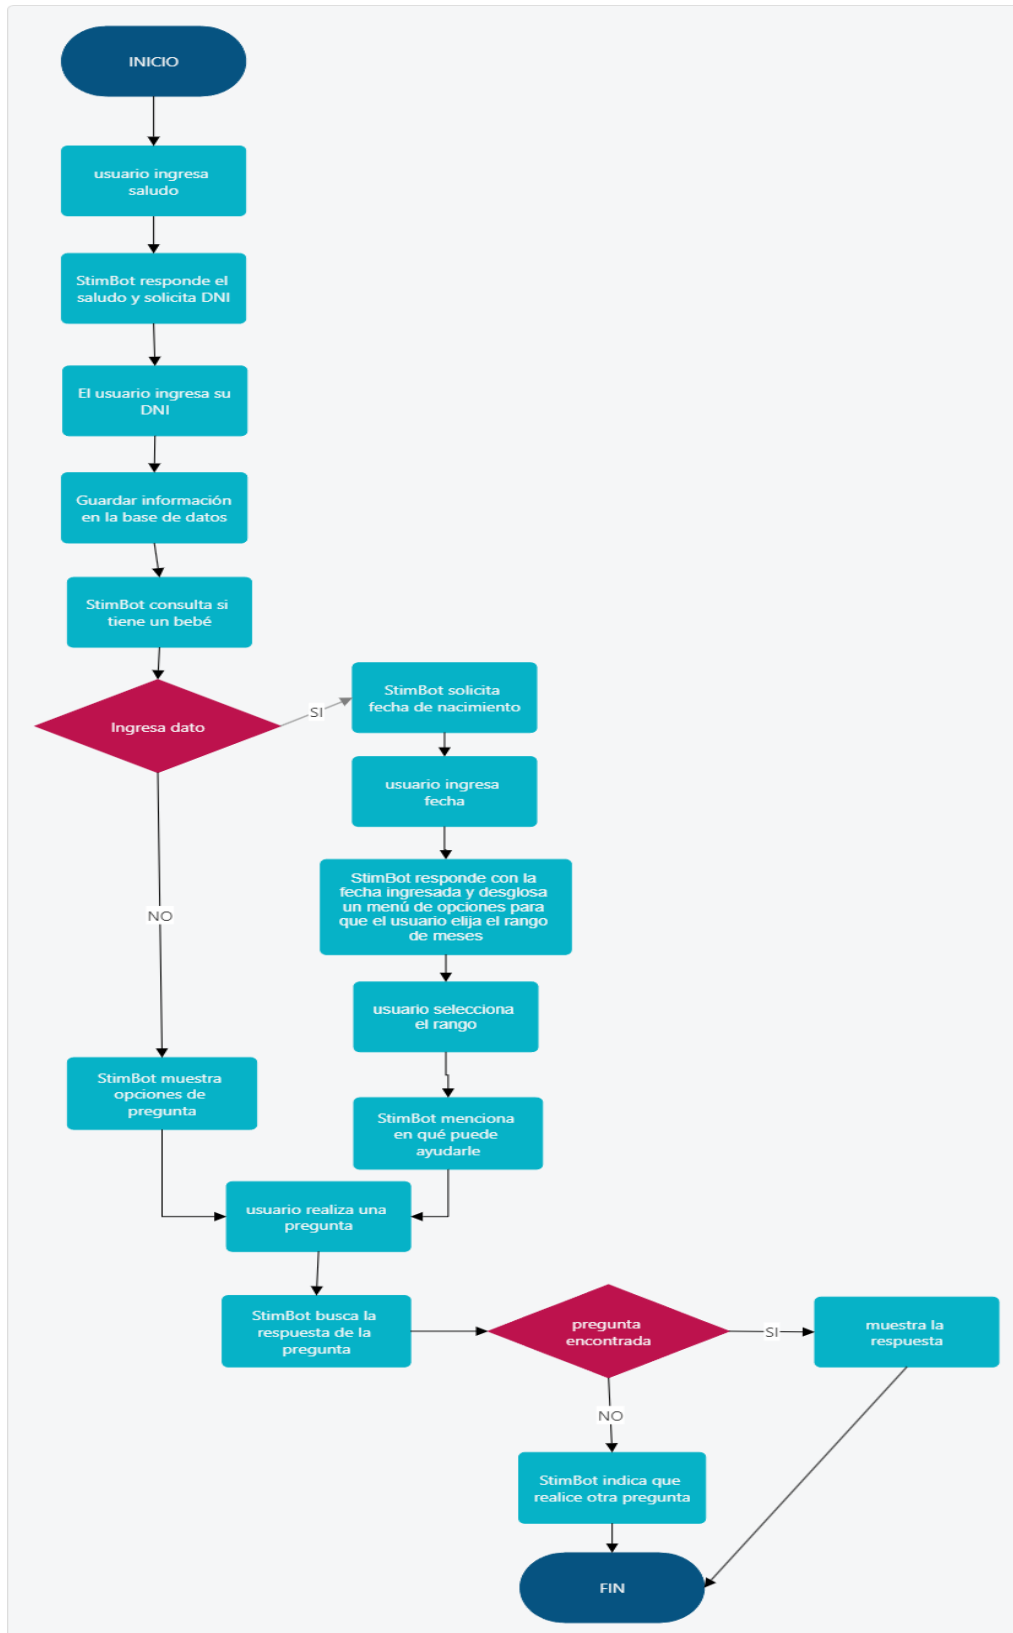 INICIO
usuario ingresa
saludo
StimBot responde el
saludo y solicita DNI
El usuario ingresa su
DNI
Guardar información
en la base de datos
StimBot consulta si
tiene un bebé
Ingresa dato
SI
StimBot solicita
fecha de nacimiento
usuario ingresa
fecha
StimBot responde con la
fecha ingresada y desglosa
un menú de opciones para
que el usuario elija el rango
de meses
usuario selecciona
el rango
StimBot menciona
en qué puede
ayudarle
NO
StimBot muestra
opciones de
pregunta
usuario realiza una
pregunta
StimBot busca la
respuesta de la
pregunta
pregunta
encontrada
SI
muestra la
respuesta
NO
StimBot indica que
realice otra pregunta
FIN